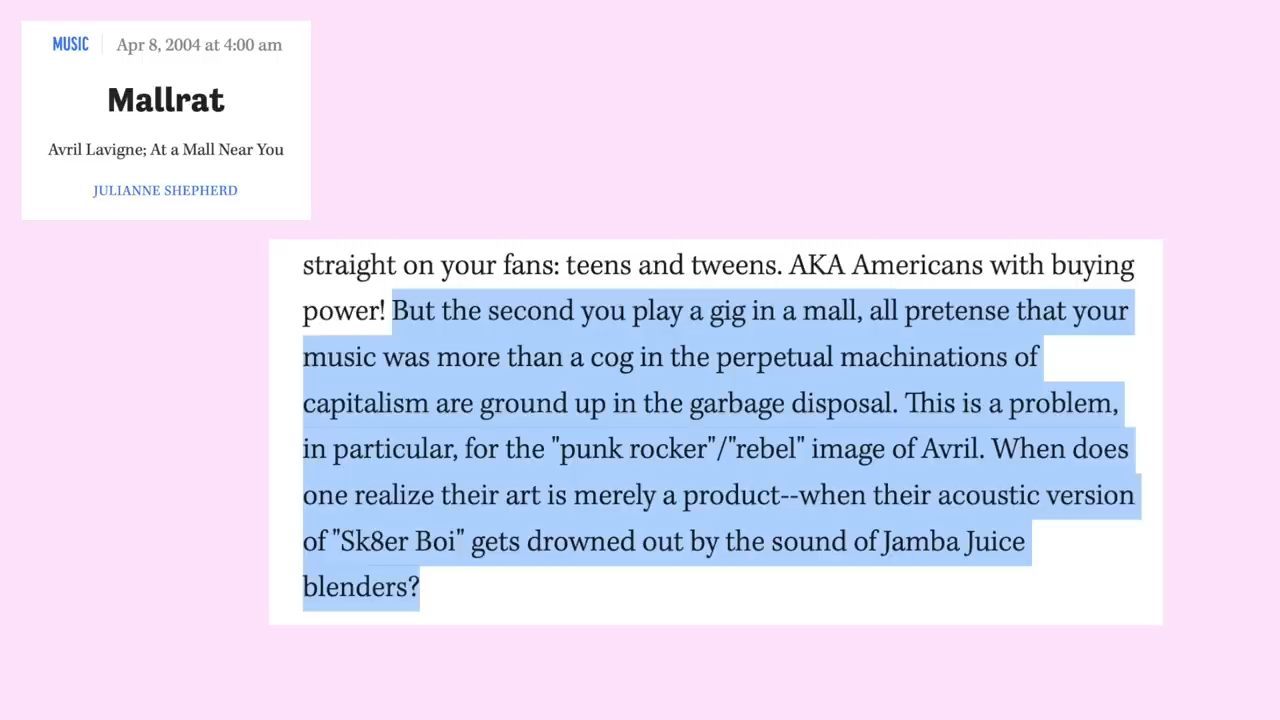 MUSIC Apr 8, 2004 at 4:00 am
Mallrat
Avril Lavigne; At a Mall Near You
JULIANNE SHEPHERD
straight on your fans: teens and tweens. AKA Americans with buying
power! But the second you play a gig in a mall, all pretense that your
music was more than a cog in the perpetual machinations of
capitalism are ground up in the garbage disposal. This is a problem,
in particular, for the "punk rocker"/"rebel" image of Avril. When does
one realize their art is merely a product--when their acoustic version
of "Sk8er Boi" gets drowned out by the sound of Jamba Juice
blenders?